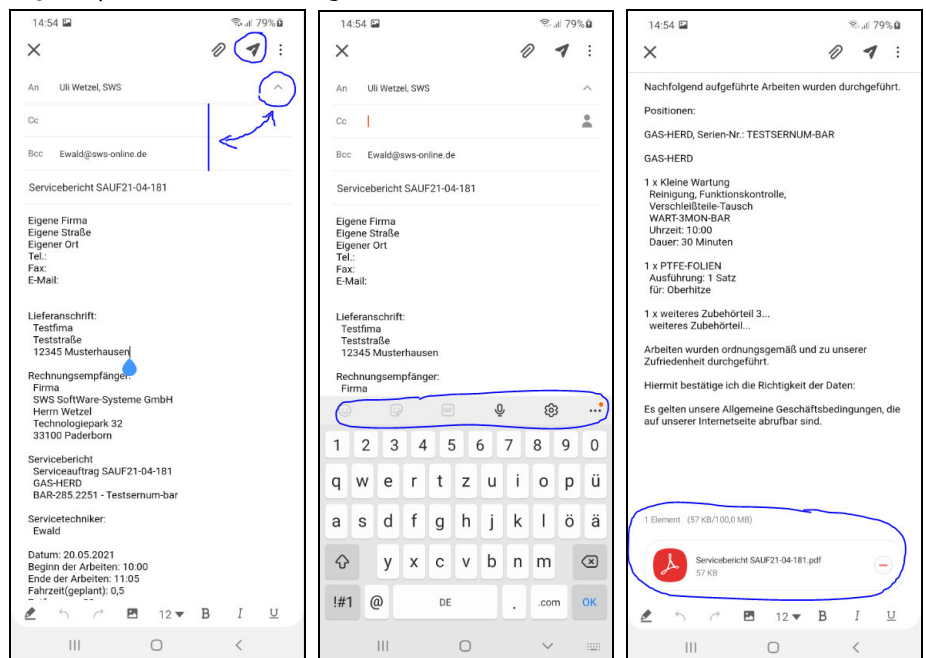 14:54 79%
An Uli Wetzel, SWS
Cc
Bcc Ewald@sws-online.de
Servicebericht SAUF21-04-181
Eigene Firma
Eigene Straße
Eigener Ort
Tel.:
Fax:
E-Mail:
Lieferanschrift:
Testfima
Teststraße
12345 Musterhausen
Rechnungsempfänger:
Firma
SWS SoftWare-Systeme GmbH
Herrn Wetzel
Technologiepark 32
33100 Paderborn
Servicebericht
Serviceauftrag SAUF21-04-181
GAS-HERD
BAR-285.2251 - Testsernum-bar
Servicetechniker:
Ewald
Datum: 20.05.2021
Beginn der Arbeiten: 10:00
Ende der Arbeiten: 11:05
Fahrzeit(geplant): 0,5
12 B I U
14:54 79%
An Uli Wetzel, SWS
Cc
Bcc Ewald@sws-online.de
Servicebericht SAUF21-04-181
Eigene Firma
Eigene Straße
Eigener Ort
Tel.:
Fax:
E-Mail:
Lieferanschrift:
Testfima
Teststraße
12345 Musterhausen
Rechnungsempfänger:
Firma
GIF
1 2 3 4 5 6 7 8 9 0
q w e r t z u i o p ü
a s d f g h j k l ö ä
y x c v b n m
!#1 @ DE . .com OK
14:54 79%
Nachfolgend aufgeführte Arbeiten wurden durchgeführt.
Positionen:
GAS-HERD, Serien-Nr.: TESTSERNUM-BAR
GAS-HERD
1 x Kleine Wartung
Reinigung, Funktionskontrolle,
Verschleißteile-Tausch
WART-3MON-BAR
Uhrzeit: 10:00
Dauer: 30 Minuten
1 x PTFE-FOLIEN
Ausführung: 1 Satz
für: Oberhitze
1 x weiteres Zubehörteil 3...
weiteres Zubehörteil...
Arbeiten wurden ordnungsgemäß und zu unserer
Zufriedenheit durchgeführt.
Hiermit bestätige ich die Richtigkeit der Daten:
Es gelten unsere Allgemeine Geschäftsbedingungen, die
auf unserer Internetseite abrufbar sind.
1 Element (57 KB/100,0 MB)
Servicebericht SAUF21-04-181.pdf
57 KB
12 B I U